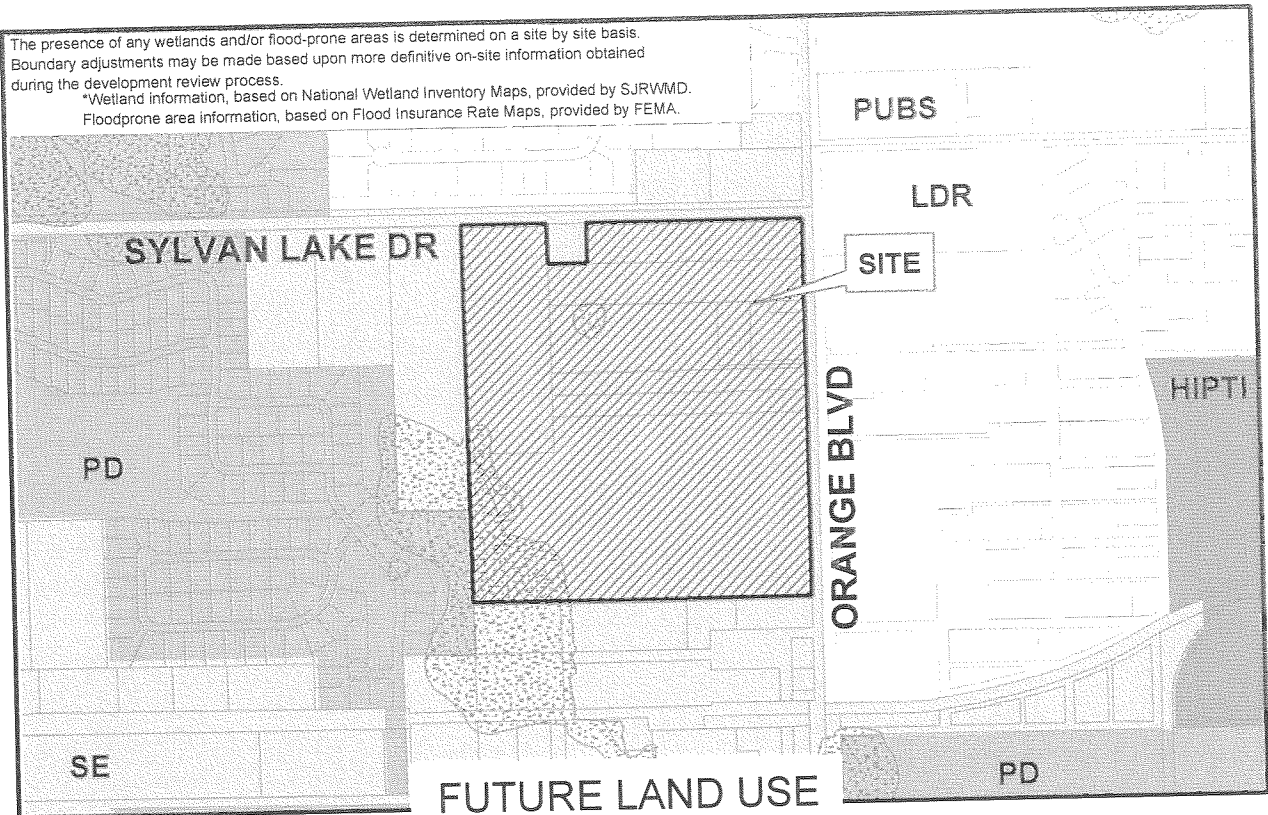 The presence of any wetlands and/or flood-prone areas is determined on a site by site basis.
Boundary adjustments may be made based upon more definitive on-site information obtained
during the development review process.
*Wetland information, based on National Wetland Inventory Maps, provided by SJRWMD.
Floodprone area information, based on Flood Insurance Rate Maps, provided by FEMA.
PUBS
LDR
SYLVAN LAKE DR
SITE
ORANGE BLVD
HIPTI
PD
SE
PD
FUTURE LAND USE